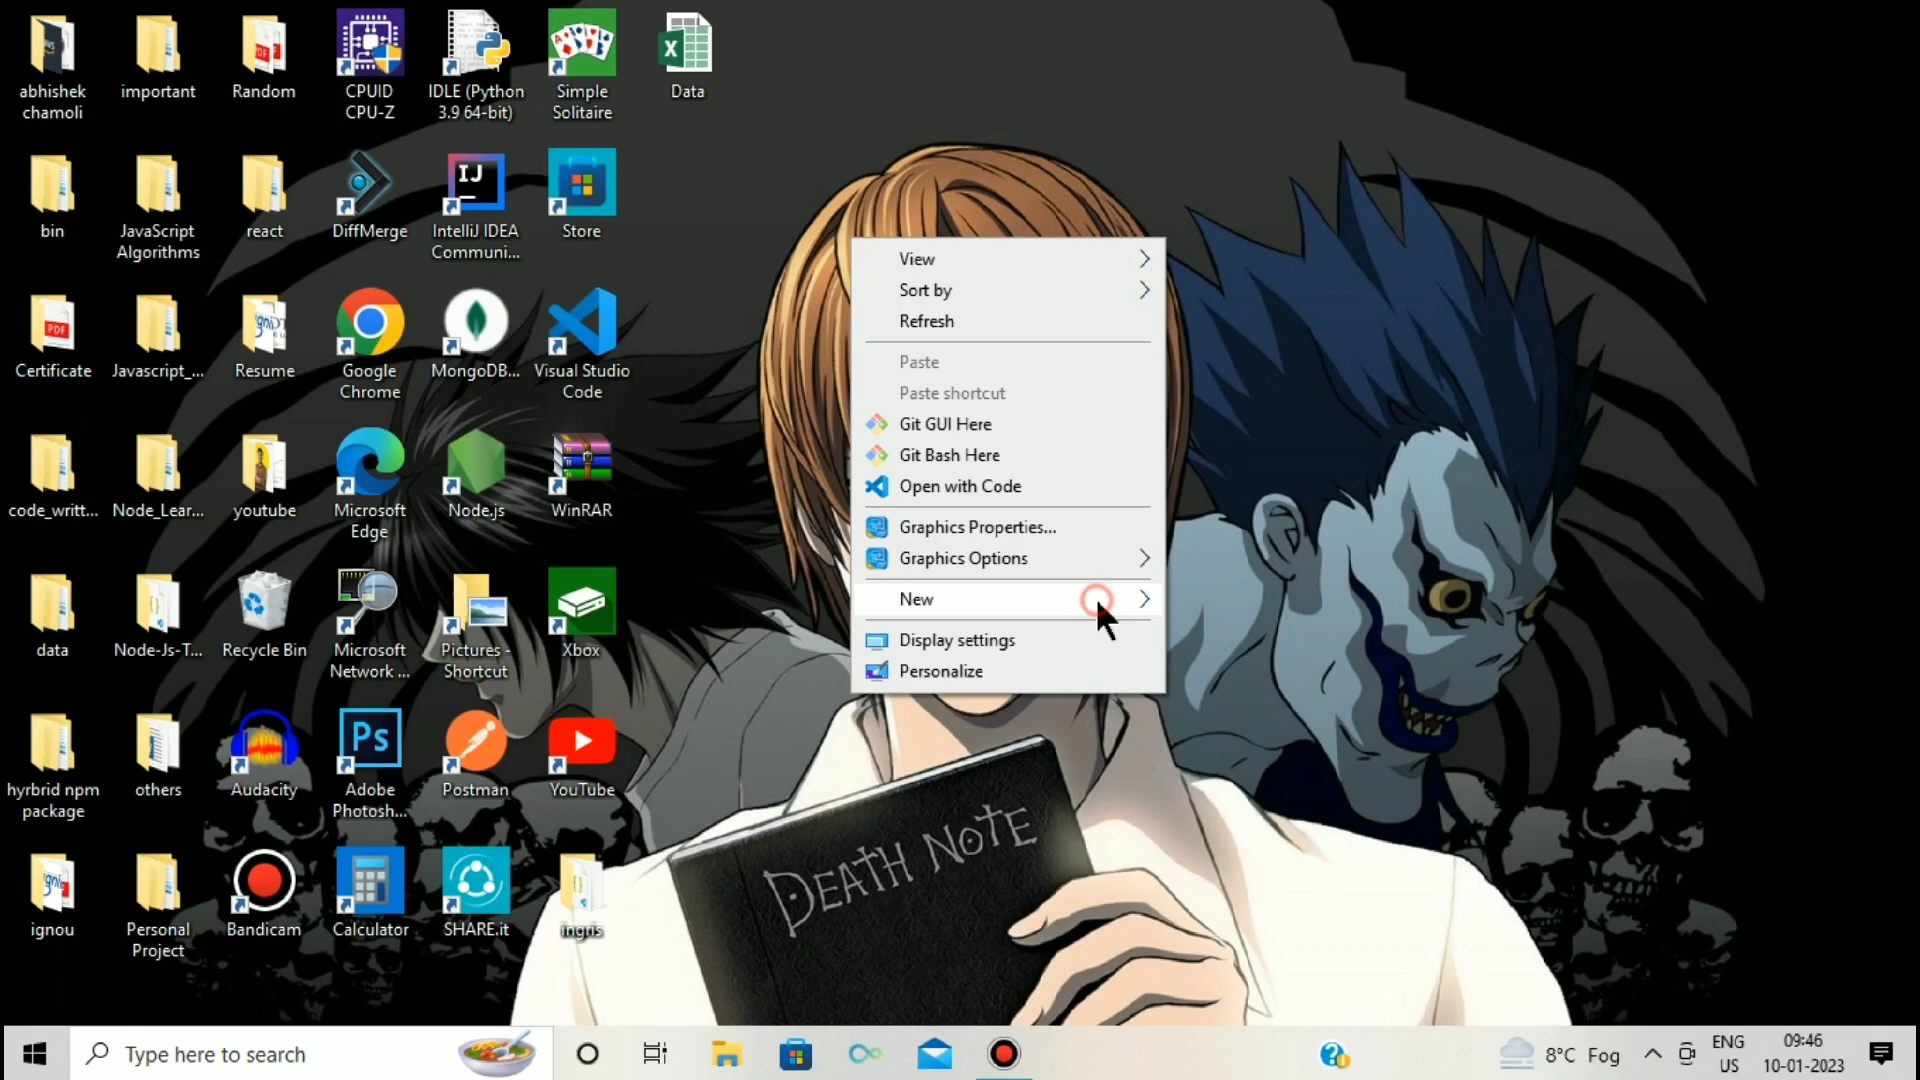 abhishek
chamoli
important
Random
CPUID
CPU-Z
IDLE (Python
3.9 64-bit)
Simple
Solitaire
Data
bin
JavaScript
Algorithms
react
DiffMerge
IntelliJ IDEA
Communi...
Store
Certificate
Javascript_...
Resume
Google
Chrome
MongoDB...
Visual Studio
Code
code_writt...
Node_Lear...
youtube
Microsoft
Edge
Node.js
WinRAR
data
Node-Js-T...
Recycle Bin
Microsoft
Network ...
Pictures -
Shortcut
Xbox
hyrbrid npm
package
others
Audacity
Adobe
Photosh...
Postman
YouTube
ignou
Personal
Project
Bandicam
Calculator
SHARE.it
ingris
View
Sort by
Refresh
Paste
Paste shortcut
Git GUI Here
Git Bash Here
Open with Code
Graphics Properties...
Graphics Options
New
Display settings
Personalize
DEATH NOTE
PDF
IJ
Ps
Type here to search
8°C Fog
ENG
US
09:46
10-01-2023